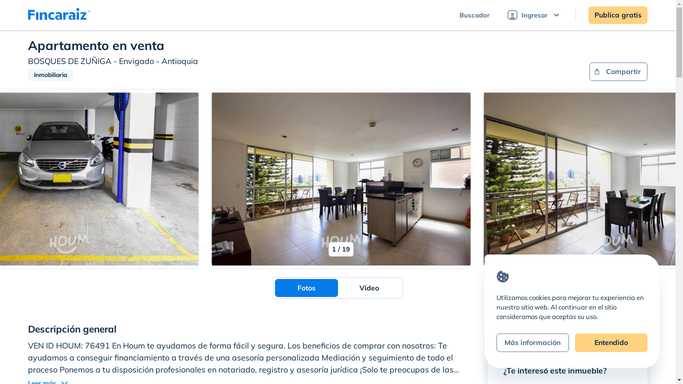 Fincaraiz
Buscador
Ingresar
Publica gratis
Apartamento en venta
BOSQUES DE ZUÑIGA - Envigado - Antioquia
Inmobiliaria
Compartir
HOUM
HOUM
HOUM
1 / 19
Fotos
Video
Utilizamos cookies para mejorar tu experiencia en
nuestro sitio web. Al continuar en el sitio
consideramos que aceptas su uso.
Más información
Entendido
Descripción general
VEN ID HOUM: 76491 En Houm te ayudamos de forma fácil y segura. Los beneficios de comprar con nosotros: Te
ayudamos a conseguir financiamiento a través de una asesoría personalizada Mediación y seguimiento de todo el
proceso Ponemos a tu disposición profesionales en notariado, registro y asesoría jurídica ¡Solo te preocupas de las...
Leer más
¿Te interesó este inmueble?